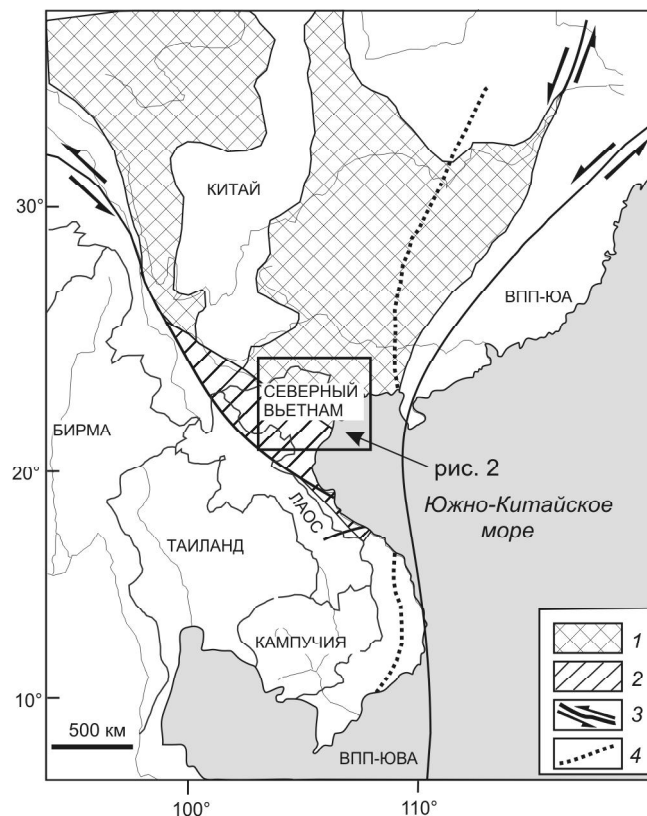 КИТАЙ
30°
ВПП-ЮА
СЕВЕРНЫЙ
ВЬЕТНАМ
БИРМА
20°
рис. 2
Южно-Китайское
море
ЛАОС
ТАИЛАНД
КАМПУЧИЯ
1
2
3
4
10°
500 км
ВПП-ЮВА
100°
110°